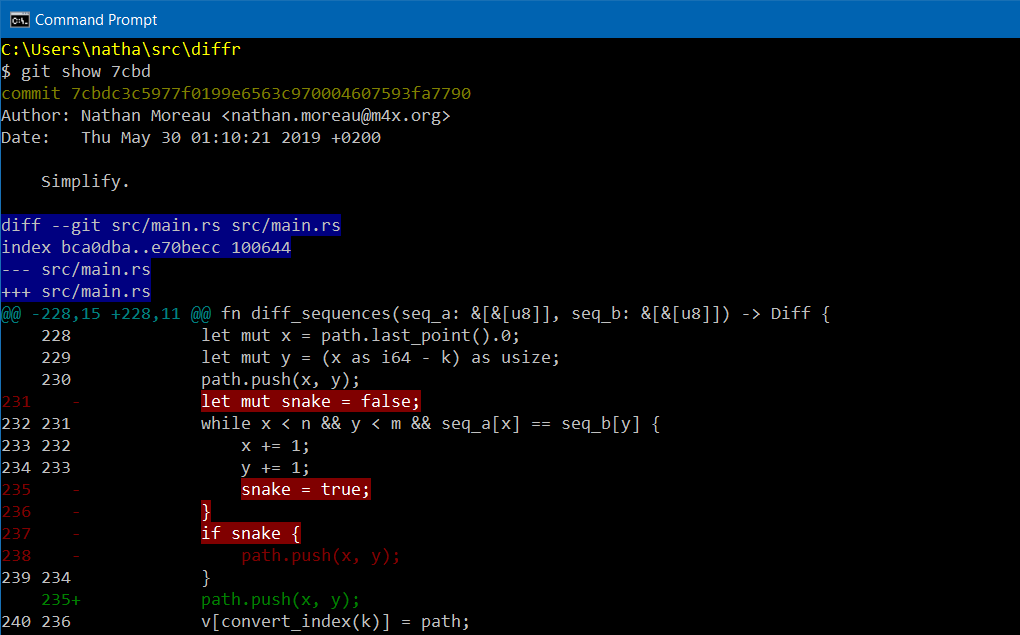 Command Prompt
C:\Users\natha\src\diffr
$ git show 7cbd
commit 7cbdc3c5977f0199e6563c970004607593fa7790
Author: Nathan Moreau <nathan.moreau@m4x.org>
Date:   Thu May 30 01:10:21 2019 +0200
    Simplify.
diff --git src/main.rs src/main.rs
index bca0dba..e70becc 100644
--- src/main.rs
+++ src/main.rs
@@ -228,15 +228,11 @@ fn diff_sequences(seq_a: &[&[u8]], seq_b: &[&[u8]]) -> Diff {
    228             let mut x = path.last_point().0;
    229             let mut y = (x as i64 - k) as usize;
    230             path.push(x, y);
231    -            let mut snake = false;
232 231             while x < n && y < m && seq_a[x] == seq_b[y] {
233 232                 x += 1;
234 233                 y += 1;
235    -                snake = true;
236    -            }
237    -            if snake {
238    -                path.push(x, y);
239 234             }
    235+            path.push(x, y);
240 236             v[convert_index(k)] = path;